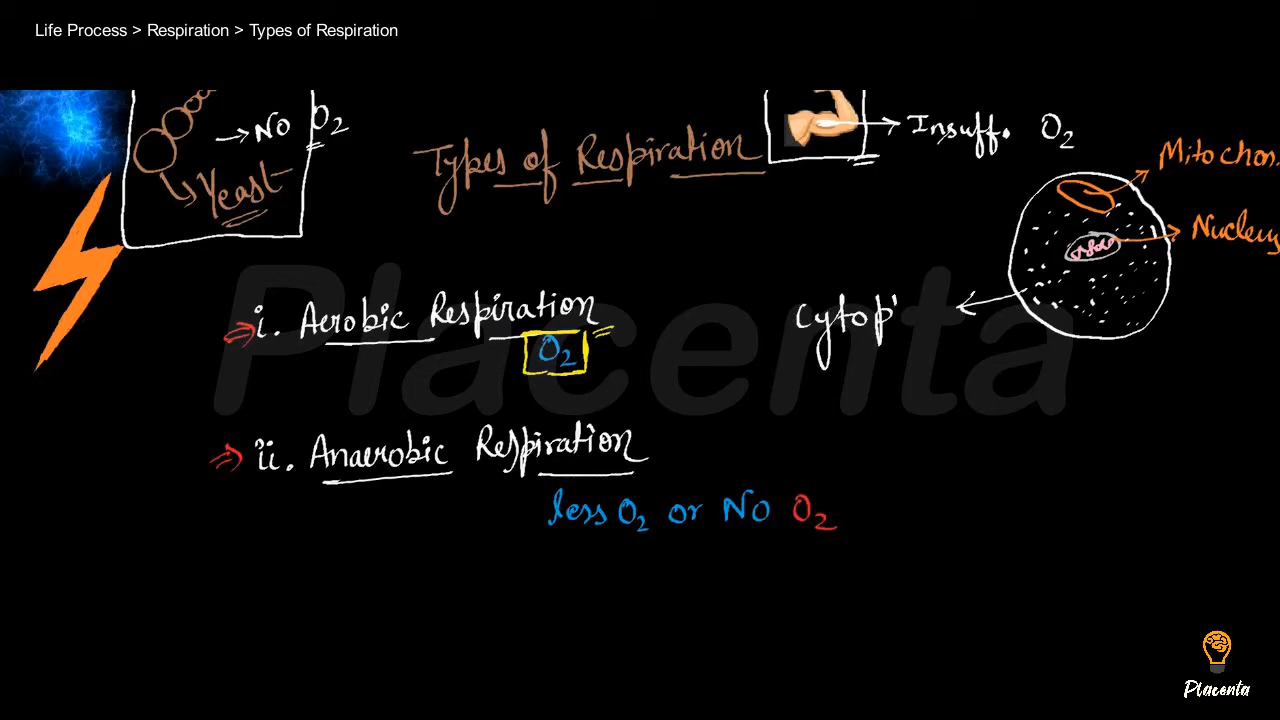 Life Process > Respiration > Types of Respiration
→ No O2
Yeast
Types of Respiration
→ Insuff. O2
Mitochon
Nucleus
Cytop
⇒ i. Aerobic Respiration
O2
⇒ ii. Anaerobic Respiration
less O2 or No O2
Placenta
Placenta